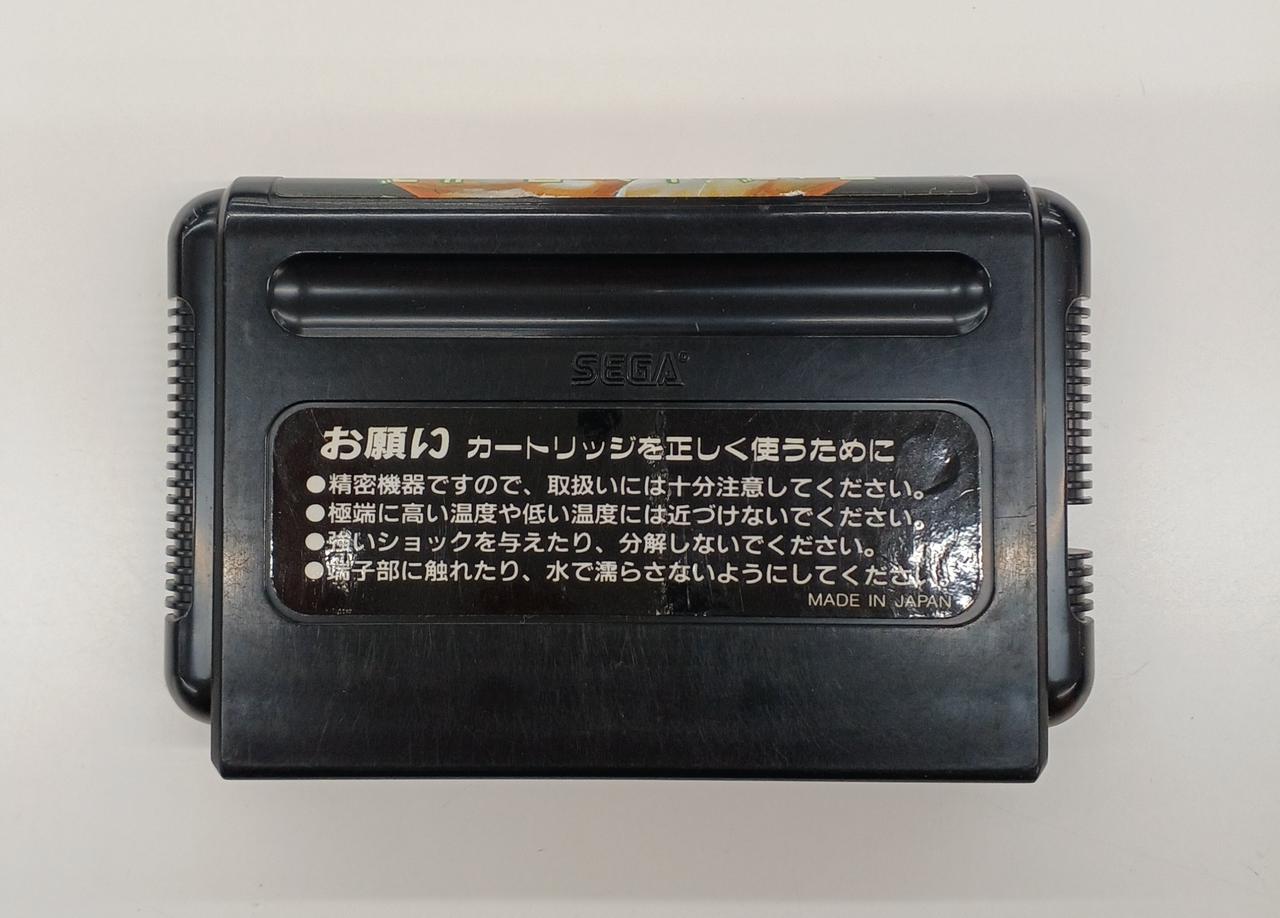 SEGA®
お願い カートリッジを正しく使うために
●精密機器ですので、取扱いには十分注意してください。
●極端に高い温度や低い温度には近づけないでください。
●強いショックを与えたり、分解しないでください。
●端子部に触れたり、水で濡らさないようにしてください。
MADE IN JAPAN